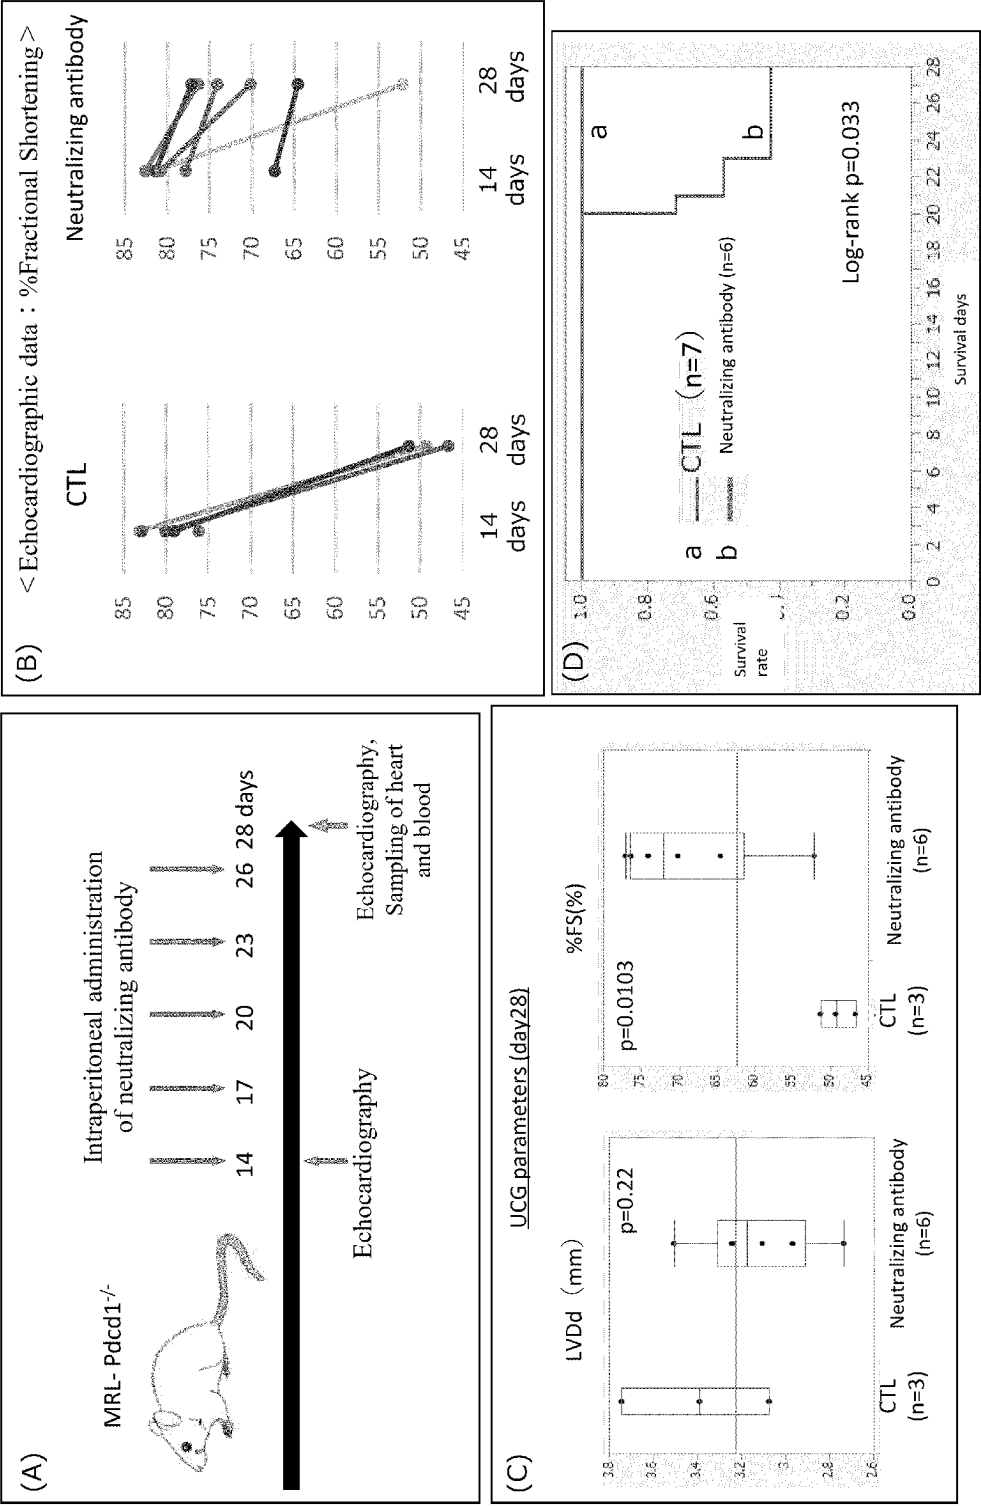 (A)
MRL- Pdcd1-/-
Intraperitoneal administration
of neutralizing antibody
14 17 20 23 26 28 days
Echocardiography
Echocardiography,
Sampling of heart
and blood
(B)
＜Echocardiographic data：%Fractional Shortening＞
CTL
85
80
75
70
65
60
55
50
45
14
days
28
days
Neutralizing antibody
85
80
75
70
65
60
55
50
45
14
days
28
days
(C)
UCG parameters (day28)
LVDd （mm）
p=0.22
3.8
3.6
3.4
3.2
3
2.8
2.6
CTL
(n=3)
Neutralizing antibody
(n=6)
%FS(%)
p=0.0103
80
75
70
65
60
55
50
45
CTL
(n=3)
Neutralizing antibody
(n=6)
(D)
Survival
rate
1.0
0.8
0.6
0.2
0.0
a
b
a CTL （n=7）
b Neutralizing antibody (n=6)
Log-rank p=0.033
0 2 4 6 8 10 12 14 16 18 20 22 24 26 28
Survival days